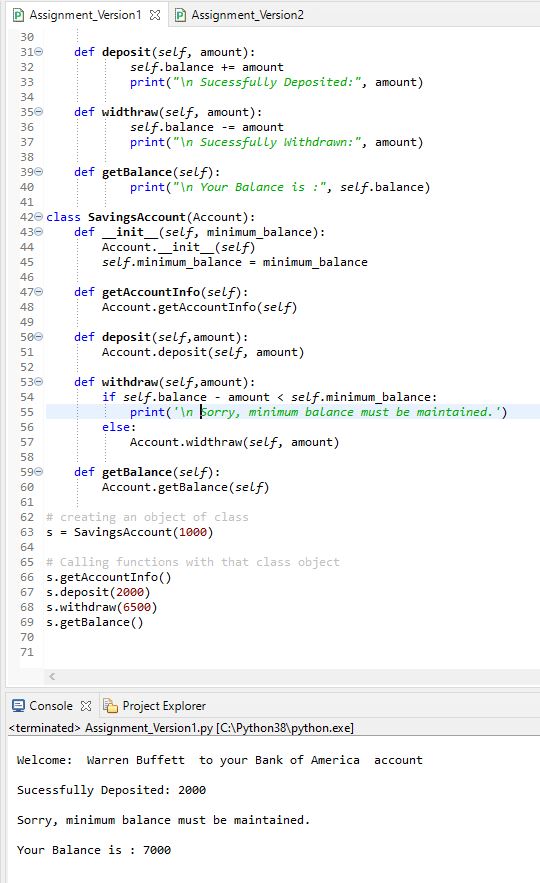 Assignment_Version1 Assignment_Version2
30
31 def deposit(self, amount):
32 self.balance += amount
33 print("\n Sucessfully Deposited:", amount)
34
35 def widthraw(self, amount):
36 self.balance -= amount
37 print("\n Sucessfully Withdrawn:", amount)
38
39 def getBalance(self):
40 print("\n Your Balance is :", self.balance)
41
42 class SavingsAccount(Account):
43 def __init__(self, minimum_balance):
44 Account.__init__(self)
45 self.minimum_balance = minimum_balance
46
47 def getAccountInfo(self):
48 Account.getAccountInfo(self)
49
50 def deposit(self,amount):
51 Account.deposit(self, amount)
52
53 def withdraw(self,amount):
54 if self.balance - amount < self.minimum_balance:
55 print('\n Sorry, minimum balance must be maintained.')
56 else:
57 Account.widthraw(self, amount)
58
59 def getBalance(self):
60 Account.getBalance(self)
61
62 # creating an object of class
63 s = SavingsAccount(1000)
64
65 # Calling functions with that class object
66 s.getAccountInfo()
67 s.deposit(2000)
68 s.withdraw(6500)
69 s.getBalance()
70
71
Console Project Explorer
<terminated> Assignment_Version1.py [C:\Python38\python.exe]
Welcome: Warren Buffett to your Bank of America account
Sucessfully Deposited: 2000
Sorry, minimum balance must be maintained.
Your Balance is : 7000